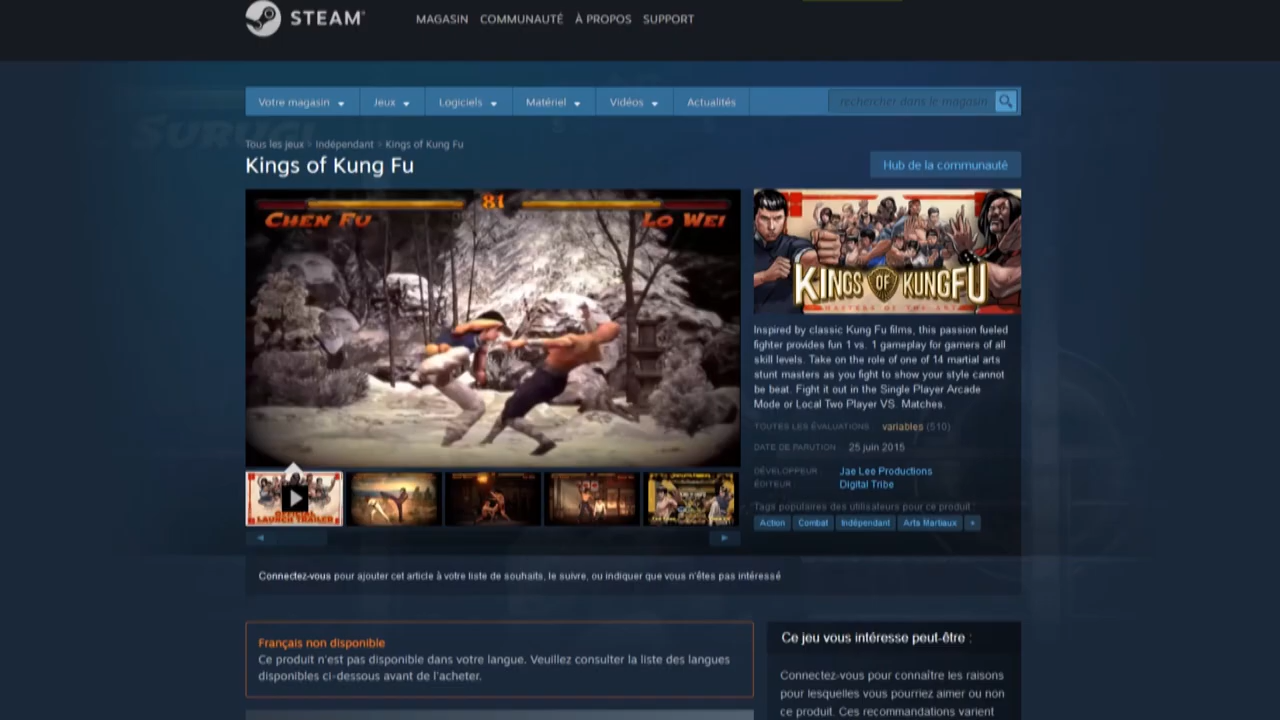 STEAM
MAGASIN COMMUNAUTÉ À PROPOS SUPPORT
Votre magasin Jeux Logiciels Matériel Vidéos Actualités rechercher dans le magasin
Tous les jeux > Indépendant > Kings of Kung Fu
Kings of Kung Fu
Hub de la communauté
CHEN FU 81 LO WEI
KINGS OF KUNGFU
MASTERS OF THE ART
Inspired by classic Kung Fu films, this passion fueled
fighter provides fun 1 vs. 1 gameplay for gamers of all
skill levels. Take on the role of one of 14 martial arts
stunt masters as you fight to show your style cannot
be beat. Fight it out in the Single Player Arcade
Mode or Local Two Player VS. Matches.
TOUTES LES ÉVALUATIONS : variables (510)
DATE DE PARUTION : 25 juin 2015
DÉVELOPPEUR : Jae Lee Productions
ÉDITEUR : Digital Tribe
Tags populaires des utilisateurs pour ce produit :
Action Combat Indépendant Arts Martiaux +
OFFICIAL
LAUNCH TRAILER
Connectez-vous pour ajouter cet article à votre liste de souhaits, le suivre, ou indiquer que vous n'êtes pas intéressé
Français non disponible
Ce produit n'est pas disponible dans votre langue. Veuillez consulter la liste des langues
disponibles ci-dessous avant de l'acheter.
Ce jeu vous intéresse peut-être :
Connectez-vous pour connaître les raisons
pour lesquelles vous pourriez aimer ou non
ce produit. Ces recommandations varient